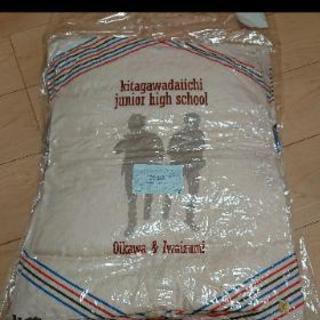 kitagawadaiichi
junior high school
Oikawa & Iwaizumi